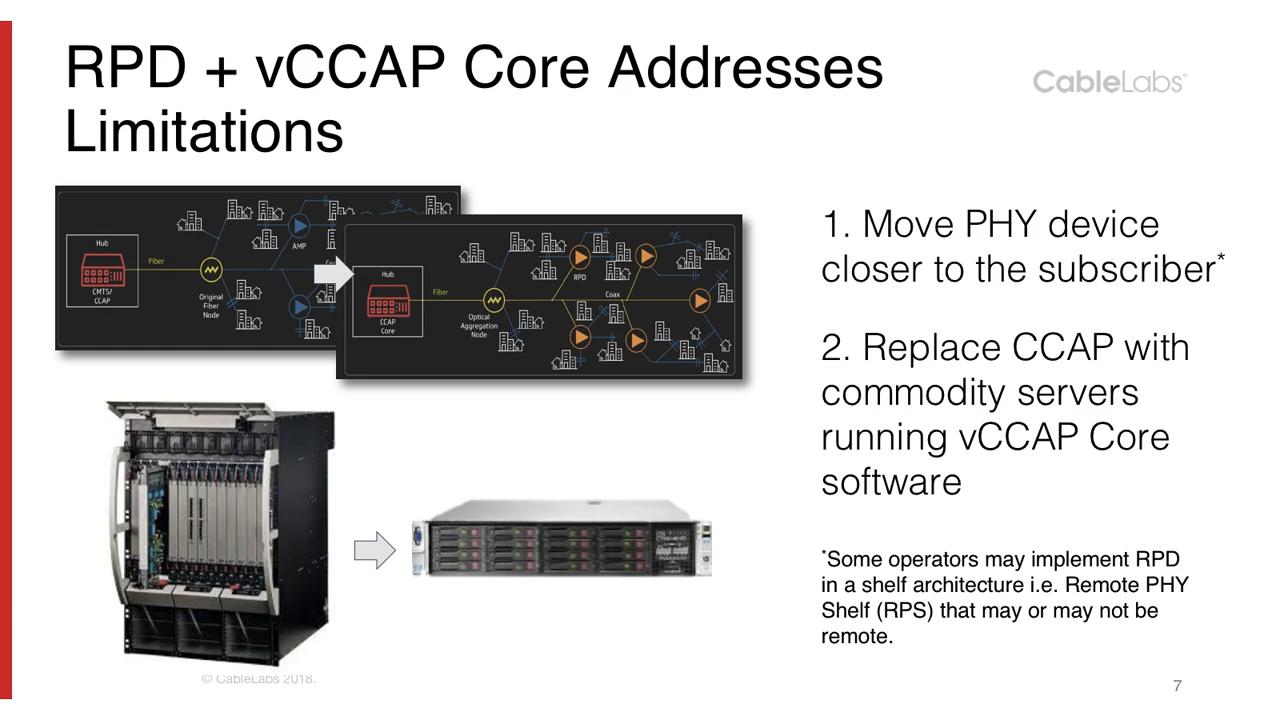 RPD + vCCAP Core Addresses
Limitations
CableLabs®
Hub
CMTS/
CCAP
Fiber
Original
Fiber
Node
AMP
Hub
CCAP
Core
Fiber
Optical
Aggregation
Node
RPD
Coax
1. Move PHY device
closer to the subscriber*
2. Replace CCAP with
commodity servers
running vCCAP Core
software
*Some operators may implement RPD
in a shelf architecture i.e. Remote PHY
Shelf (RPS) that may or may not be
remote.
© CableLabs 2018.
7